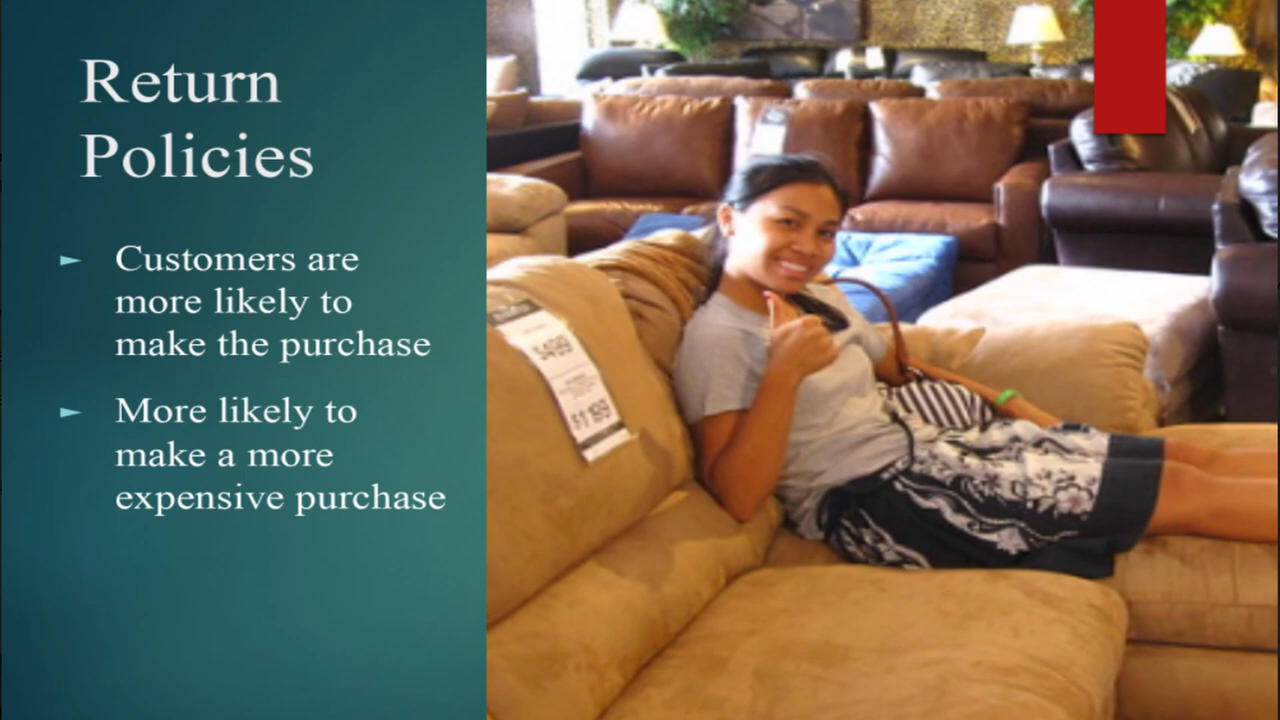 Return
Policies
► Customers are
more likely to
make the purchase
► More likely to
make a more
expensive purchase